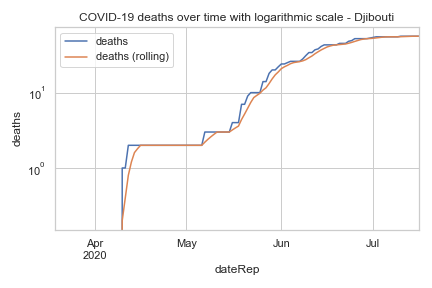 COVID-19 deaths over time with logarithmic scale - Djibouti
deaths
deaths (rolling)
deaths
10¹
10⁰
Apr
2020
May
Jun
Jul
dateRep